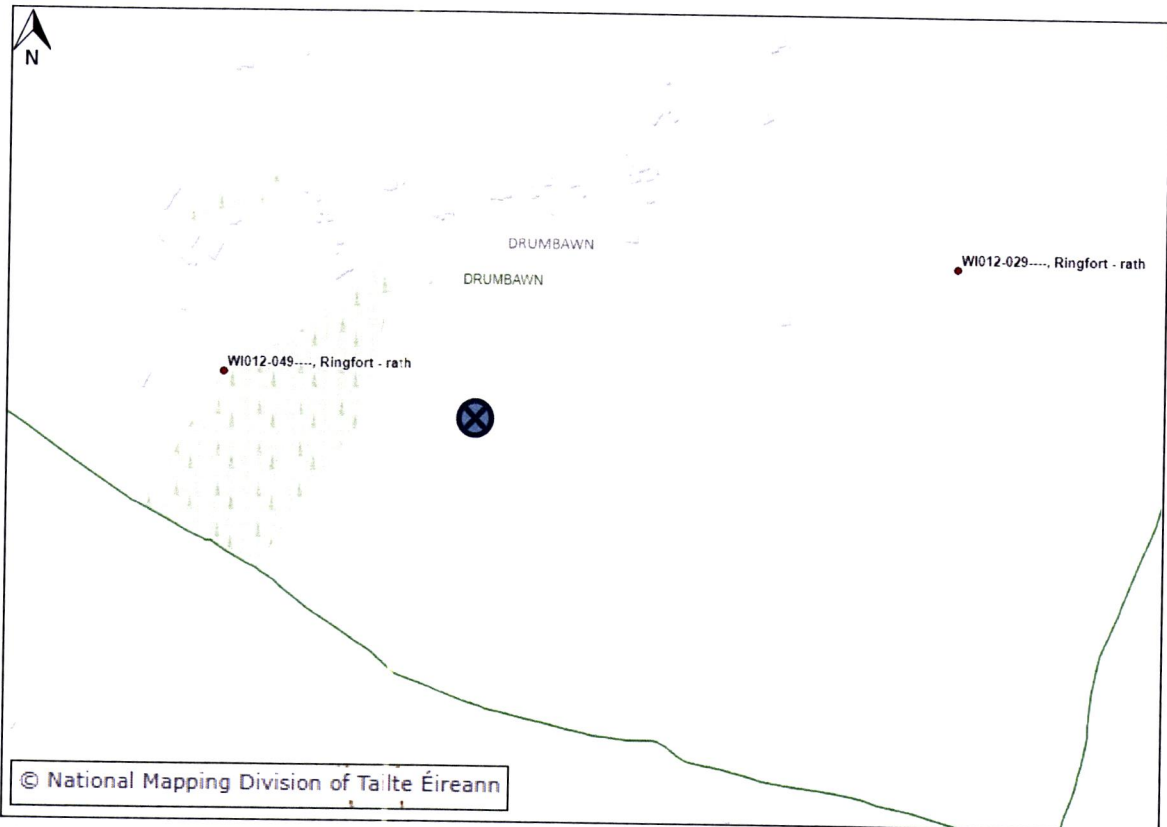 N
DRUMBAWN
DRUMBAWN
WI012-029----, Ringfort - rath
WI012-049----, Ringfort - rath
© National Mapping Division of Tailte Éireann